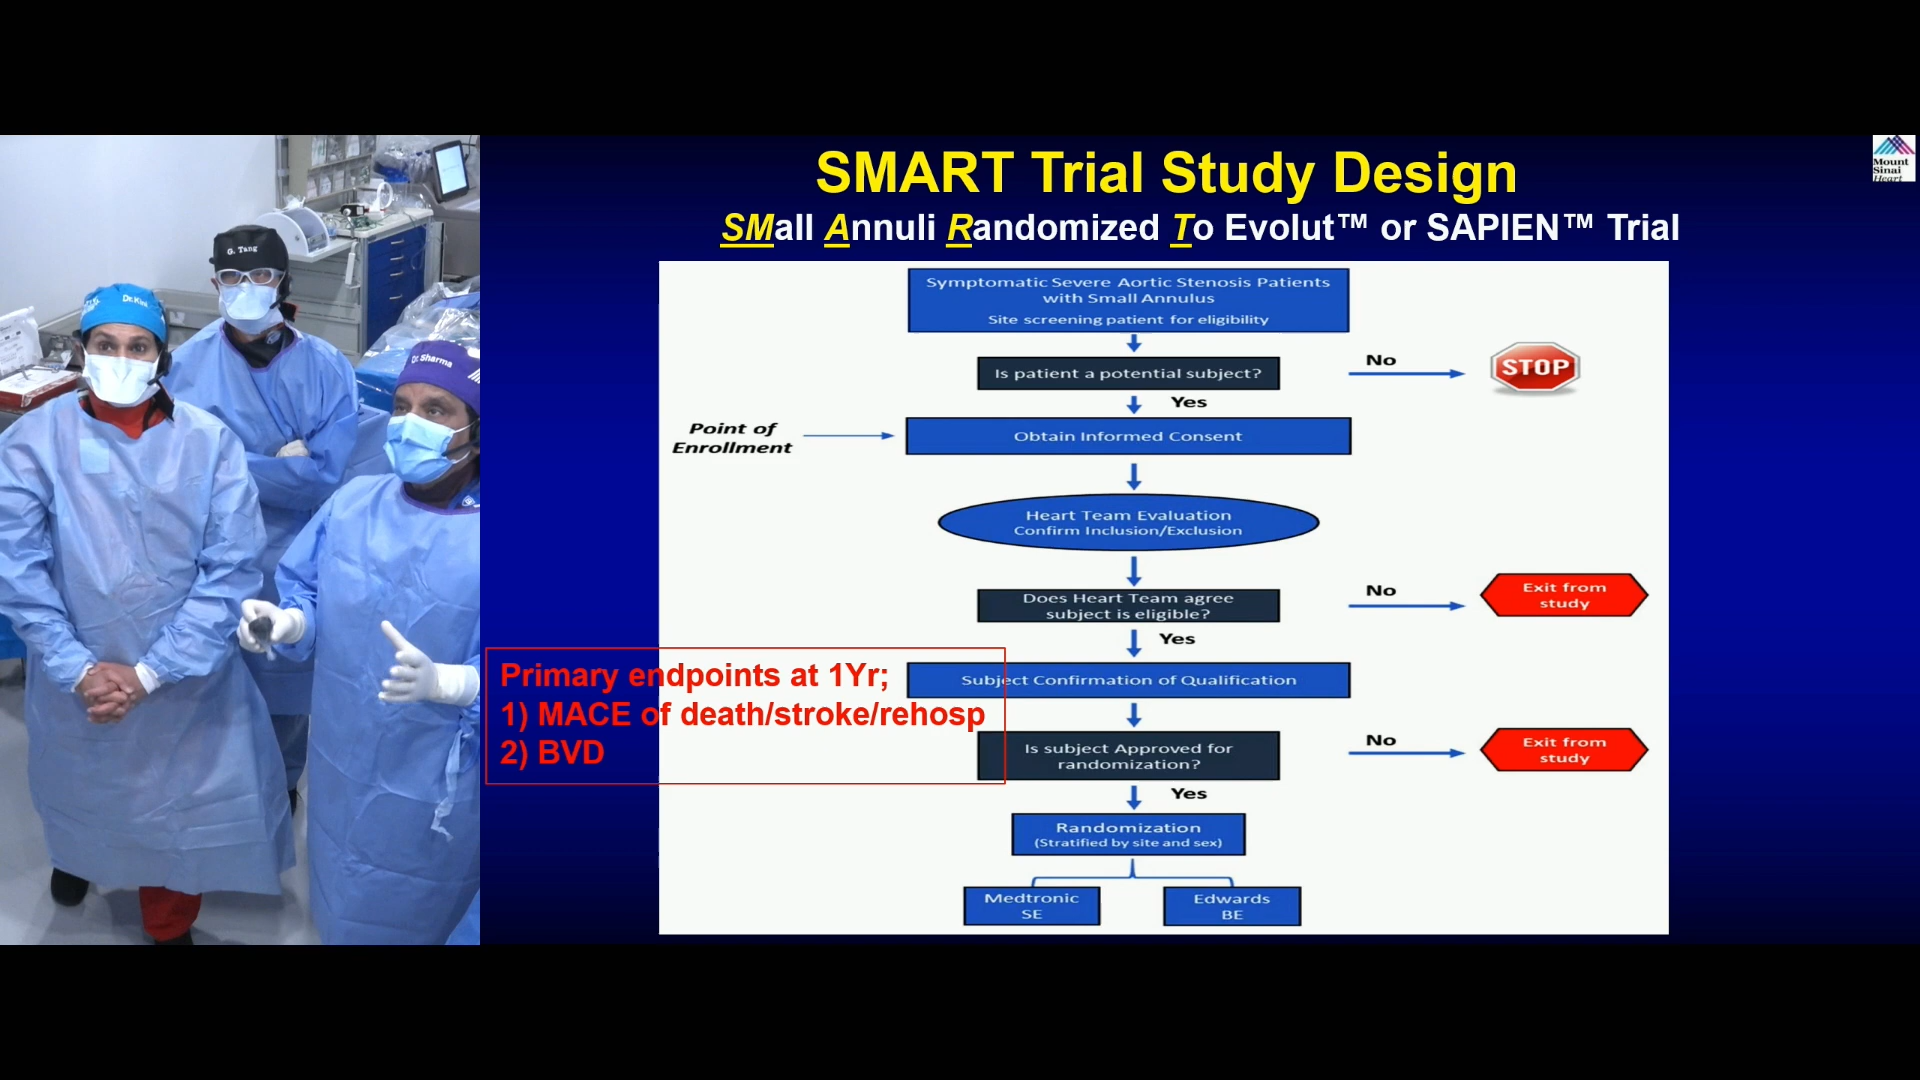 SMART Trial Study Design
SMall Annuli Randomized To Evolut™ or SAPIEN™ Trial
Mount
Sinai
Heart
G. Tang
Dr.Kini
Dr. Sharma
Symptomatic Severe Aortic Stenosis Patients
with Small Annulus
Site screening patient for eligibility
Is patient a potential subject?
No
STOP
Yes
Point of
Enrollment
Obtain Informed Consent
Heart Team Evaluation
Confirm Inclusion/Exclusion
Does Heart Team agree
subject is eligible?
No
Exit from
study
Yes
Subject Confirmation of Qualification
Primary endpoints at 1Yr;
1) MACE of death/stroke/rehosp
2) BVD
Is subject Approved for
randomization?
No
Exit from
study
Yes
Randomization
(Stratified by site and sex)
Medtronic
SE
Edwards
BE